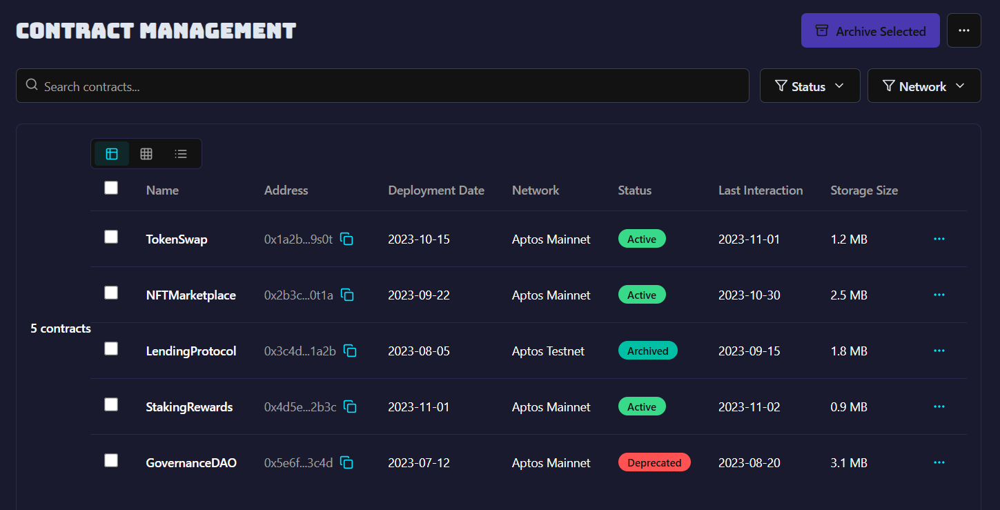 CONTRACT MANAGEMENT
Archive Selected
Search contracts...
Status
Network
Name Address Deployment Date Network Status Last Interaction Storage Size
TokenSwap 0x1a2b...9s0t 2023-10-15 Aptos Mainnet Active 2023-11-01 1.2 MB
NFTMarketplace 0x2b3c...0t1a 2023-09-22 Aptos Mainnet Active 2023-10-30 2.5 MB
5 contracts
LendingProtocol 0x3c4d...1a2b 2023-08-05 Aptos Testnet Archived 2023-09-15 1.8 MB
StakingRewards 0x4d5e...2b3c 2023-11-01 Aptos Mainnet Active 2023-11-02 0.9 MB
GovernanceDAO 0x5e6f...3c4d 2023-07-12 Aptos Mainnet Deprecated 2023-08-20 3.1 MB